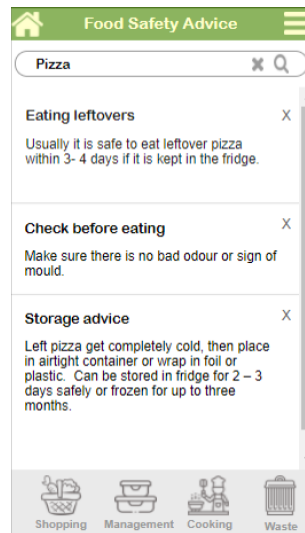 Food Safety Advice
Pizza
Eating leftovers X
Usually it is safe to eat leftover pizza
within 3- 4 days if it is kept in the fridge.
Check before eating X
Make sure there is no bad odour or sign of
mould.
Storage advice X
Left pizza get completely cold, then place
in airtight container or wrap in foil or
plastic. Can be stored in fridge for 2 – 3
days safely or frozen for up to three
months.
Shopping Management Cooking Waste